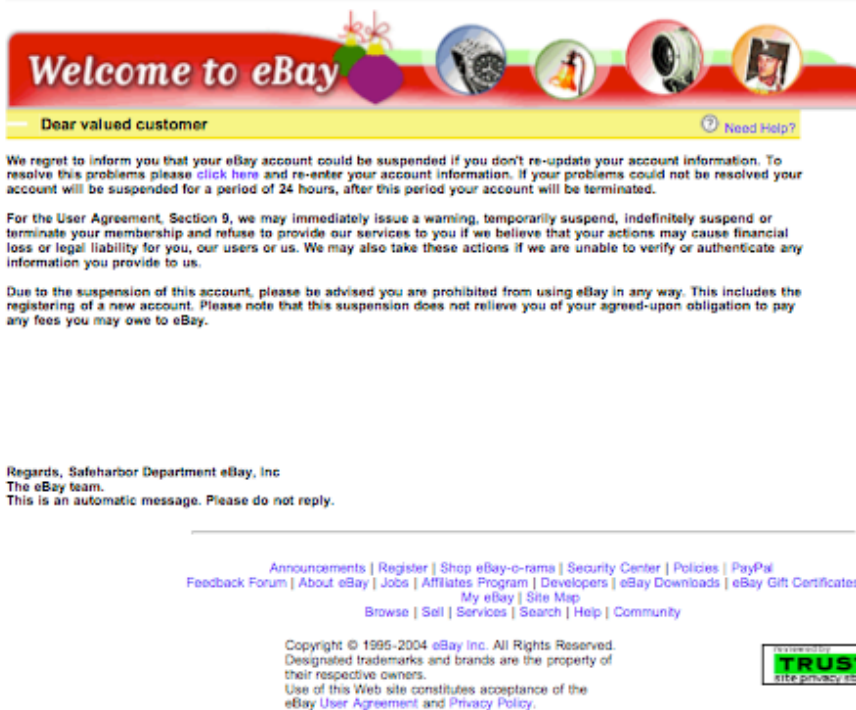 Welcome to eBay
Dear valued customer
Need Help?
We regret to inform you that your eBay account could be suspended if you don't re-update your account information. To
resolve this problems please click here and re-enter your account information. If your problems could not be resolved your
account will be suspended for a period of 24 hours, after this period your account will be terminated.
For the User Agreement, Section 9, we may immediately issue a warning, temporarily suspend, indefinitely suspend or
terminate your membership and refuse to provide our services to you if we believe that your actions may cause financial
loss or legal liability for you, our users or us. We may also take these actions if we are unable to verify or authenticate any
information you provide to us.
Due to the suspension of this account, please be advised you are prohibited from using eBay in any way. This includes the
registering of a new account. Please note that this suspension does not relieve you of your agreed-upon obligation to pay
any fees you may owe to eBay.
Regards, Safeharbor Department eBay, Inc
The eBay team.
This is an automatic message. Please do not reply.
Announcements | Register | Shop eBay-o-rama | Security Center | Policies | PayPal
Feedback Forum | About eBay | Jobs | Affiliates Program | Developers | eBay Downloads | eBay Gift Certificates
My eBay | Site Map
Browse | Sell | Services | Search | Help | Community
Copyright © 1995-2004 eBay Inc. All Rights Reserved.
Designated trademarks and brands are the property of
their respective owners.
Use of this Web site constitutes acceptance of the
eBay User Agreement and Privacy Policy.
reviewed by
TRUS
site privacy st